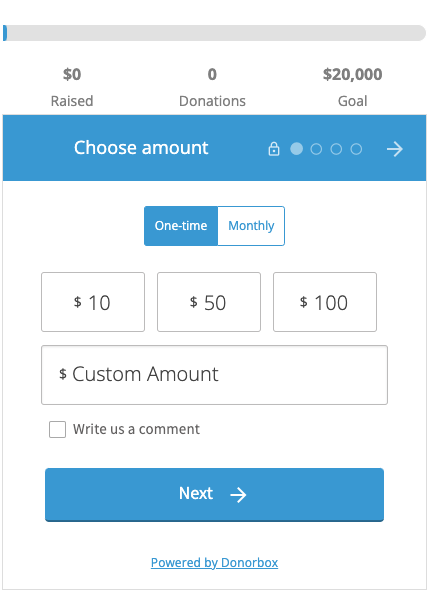 $0 0 $20,000
Raised Donations Goal
Choose amount
One-time Monthly
$ 10 $ 50 $ 100
$ Custom Amount
Write us a comment
Next
Powered by Donorbox